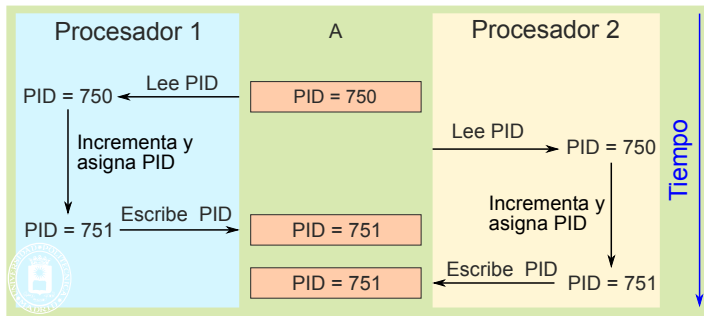 Procesador 1
A
Procesador 2
Lee PID
PID = 750
PID = 750
Lee PID
PID = 750
Incrementa y
asigna PID
Tiempo
Incrementa y
asigna PID
Escribe PID
PID = 751
PID = 751
Escribe PID
PID = 751
PID = 751